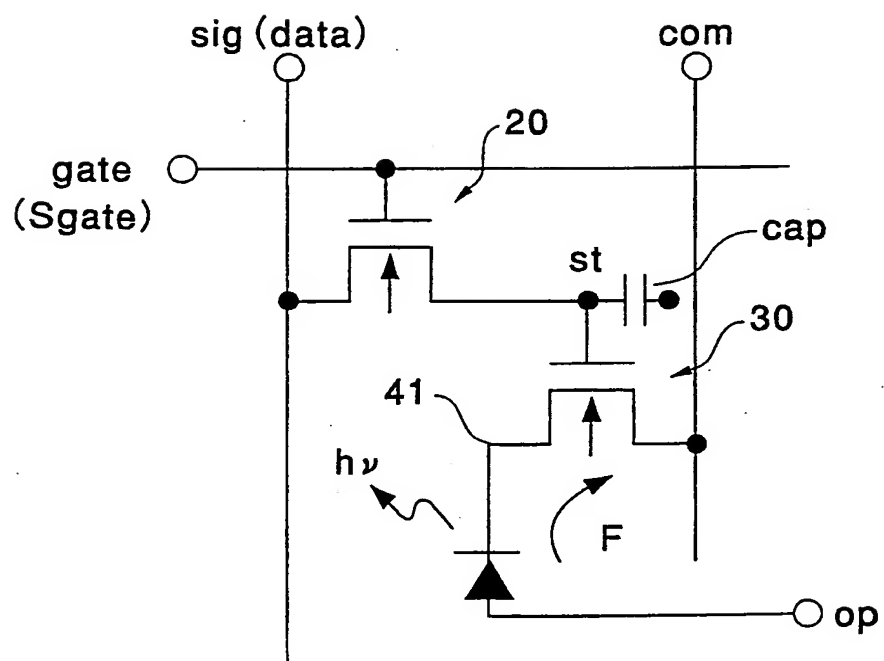 sig (data)
com
20
gate
(Sgate)
cap
st
30
41
hν
F
op